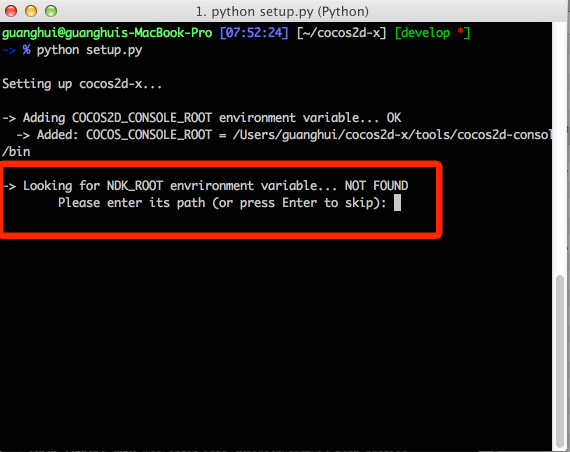 1. python setup.py (Python)
guanghui@guanghuis-MacBook-Pro [07:52:24] [~/cocos2d-x] [develop *]
-> % python setup.py
Setting up cocos2d-x...
-> Adding COCOS2D_CONSOLE_ROOT environment variable... OK
-> Added: COCOS_CONSOLE_ROOT = /Users/guanghui/cocos2d-x/tools/cocos2d-consol
/bin
-> Looking for NDK_ROOT envrironment variable... NOT FOUND
Please enter its path (or press Enter to skip):